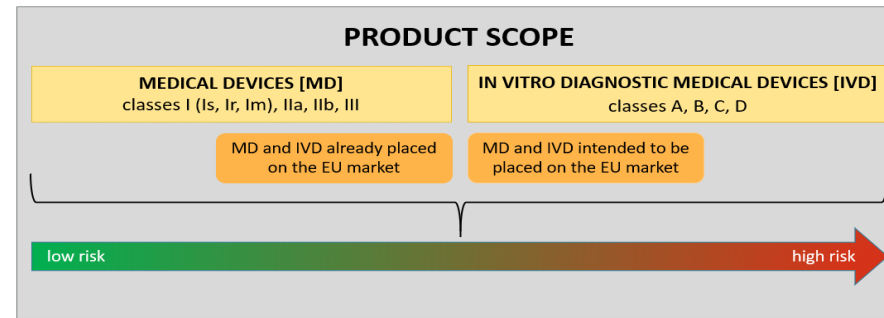 PRODUCT SCOPE
MEDICAL DEVICES [MD]
classes I (Is, Ir, Im), IIa, IIb, III
IN VITRO DIAGNOSTIC MEDICAL DEVICES [IVD]
classes A, B, C, D
MD and IVD already placed
on the EU market
MD and IVD intended to be
placed on the EU market
low risk
high risk